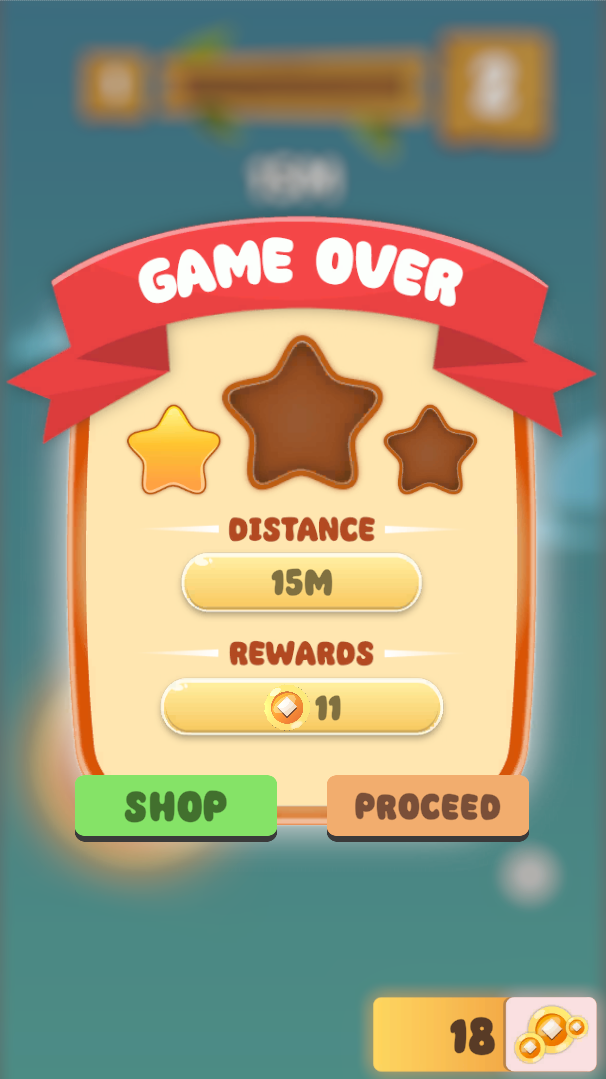 GAME OVER
DISTANCE
15M
REWARDS
11
SHOP
PROCEED
18